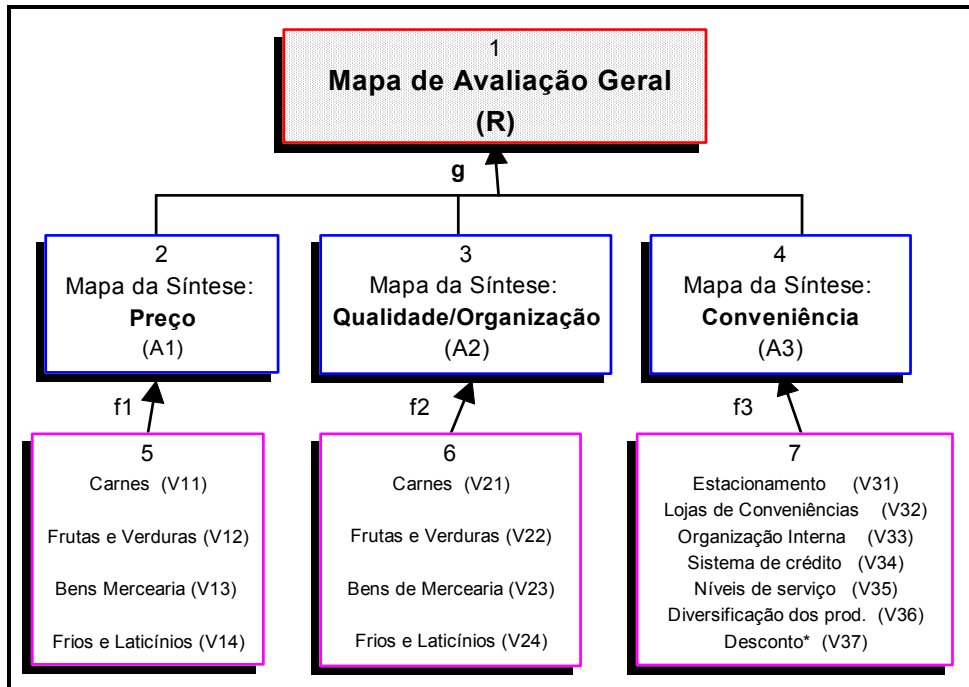 1
Mapa de Avaliação Geral
(R)
g
2
Mapa da Síntese:
Preço
(A1)
3
Mapa da Síntese:
Qualidade/Organização
(A2)
4
Mapa da Síntese:
Conveniência
(A3)
f1
f2
f3
5
Carnes (V11)
Frutas e Verduras (V12)
Bens Mercearia (V13)
Frios e Laticínios (V14)
6
Carnes (V21)
Frutas e Verduras (V22)
Bens de Mercearia (V23)
Frios e Laticínios (V24)
7
Estacionamento (V31)
Lojas de Conveniências (V32)
Organização Interna (V33)
Sistema de crédito (V34)
Níveis de serviço (V35)
Diversificação dos prod. (V36)
Desconto* (V37)